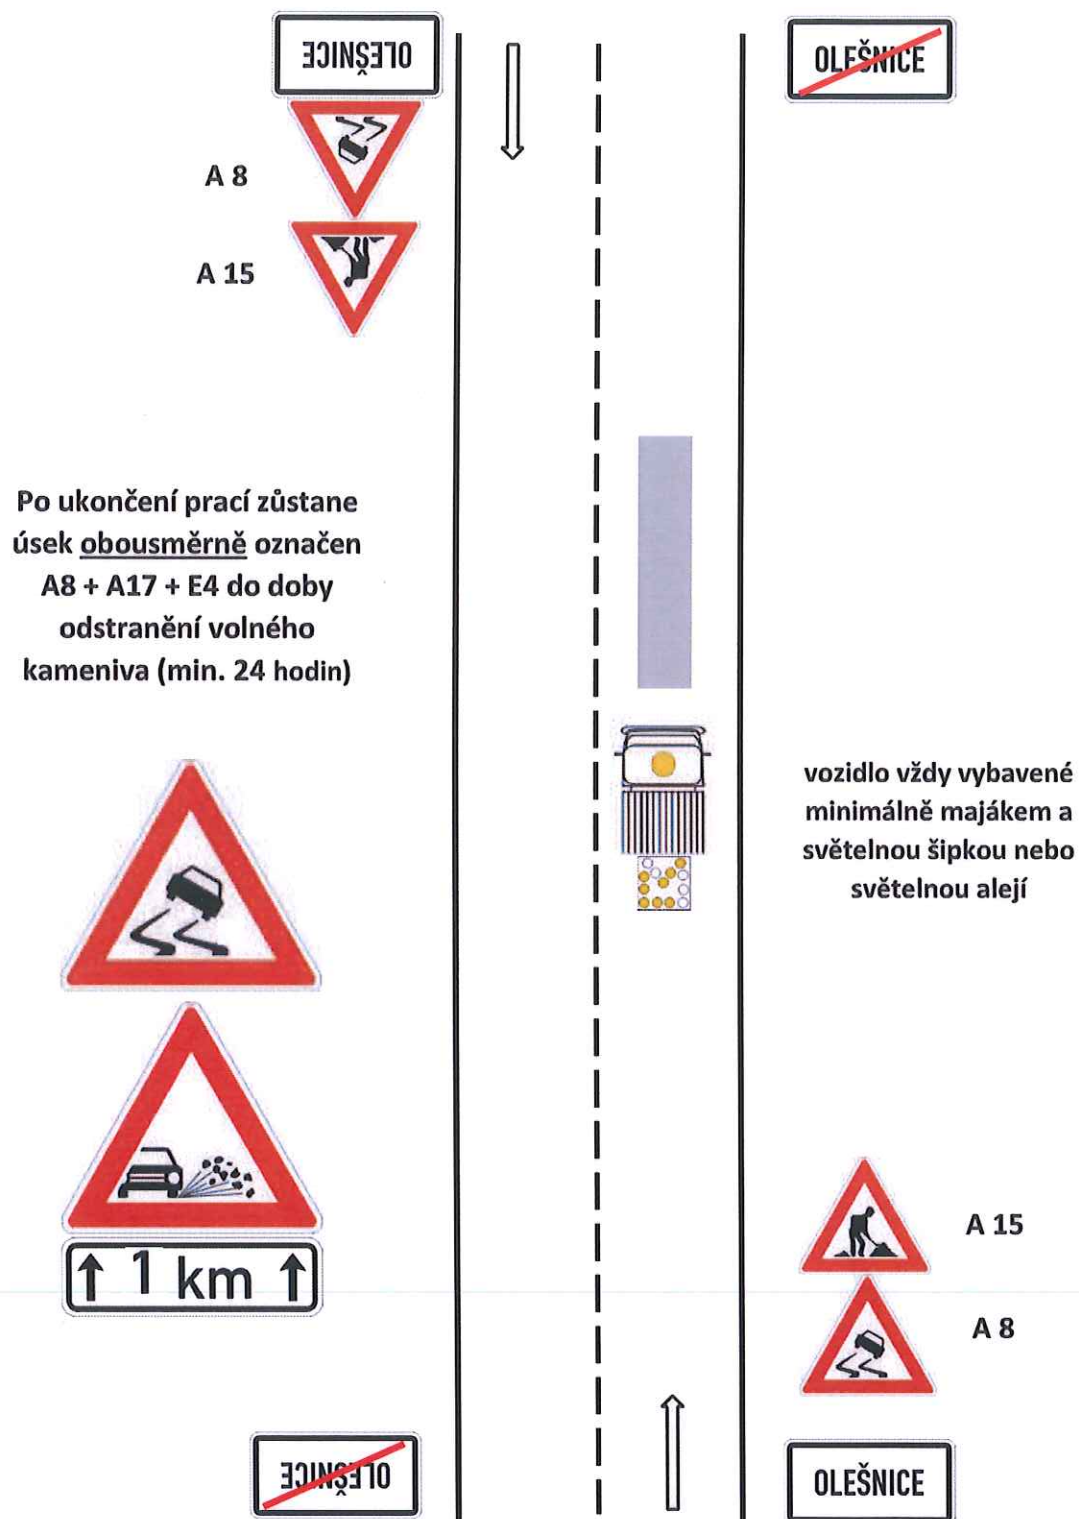 OLEŠNICE
OLEŠNICE
A 8
A 15
Po ukončení prací zůstane
úsek obousměrně označen
A8 + A17 + E4 do doby
odstranění volného
kameniva (min. 24 hodin)
vozidlo vždy vybavené
minimálně majákem a
světelnou šipkou nebo
světelnou alejí
1 km
A 15
A 8
OLEŠNICE
OLEŠNICE